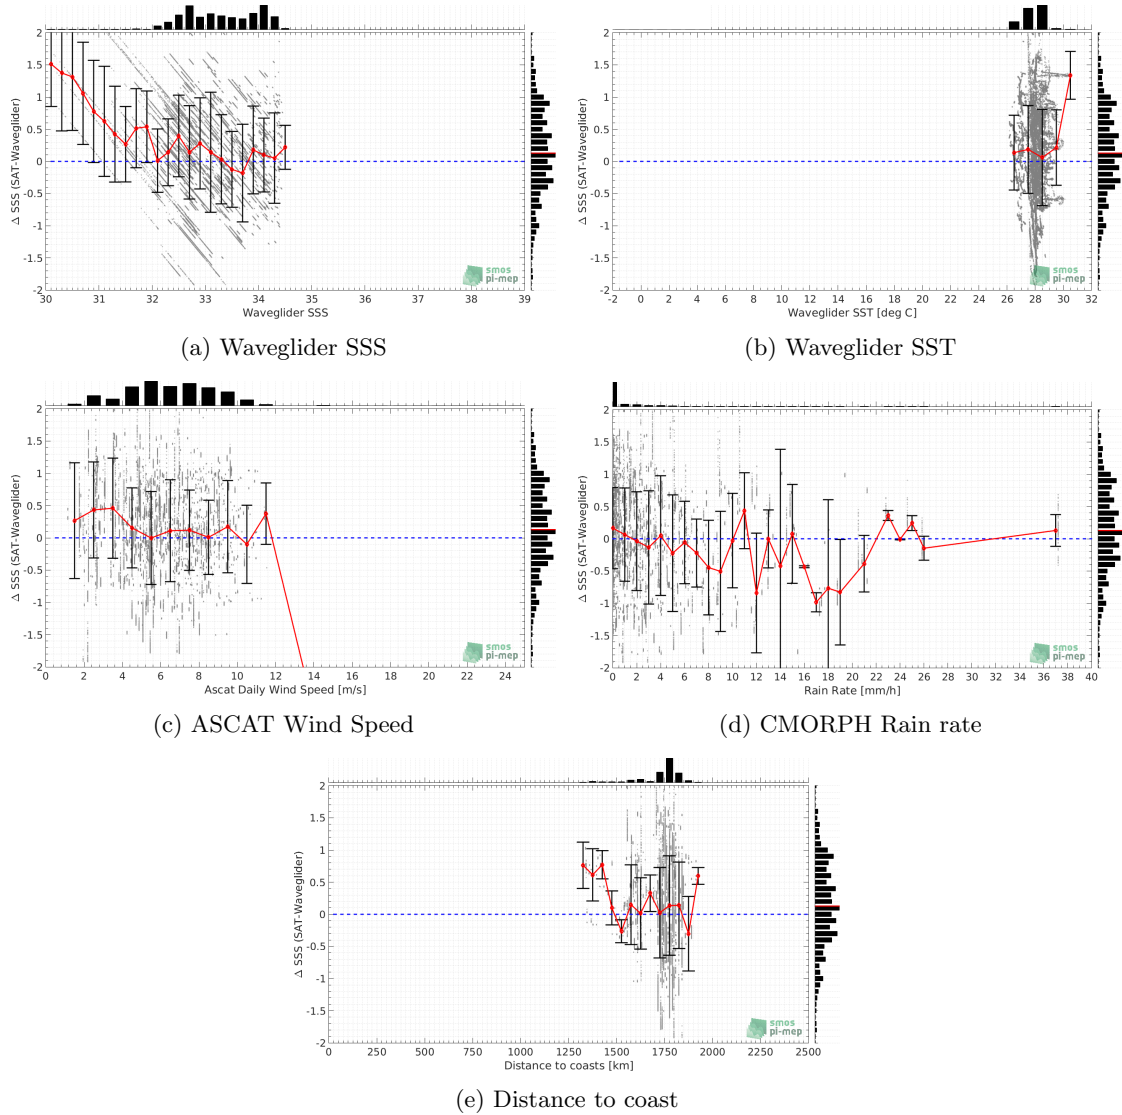 2
1.5
1
0.5
0
-0.5
-1
-1.5
-2
Δ SSS (SAT-Waveglider)
30 31 32 33 34 35 36 37 38 39
Waveglider SSS
smos
pi-mep
(a) Waveglider SSS
2
1.5
1
0.5
0
-0.5
-1
-1.5
-2
Δ SSS (SAT-Waveglider)
-2 0 2 4 6 8 10 12 14 16 18 20 22 24 26 28 30 32
Waveglider SST [deg C]
smos
pi-mep
(b) Waveglider SST
2
1.5
1
0.5
0
-0.5
-1
-1.5
-2
Δ SSS (SAT-Waveglider)
0 2 4 6 8 10 12 14 16 18 20 22 24
Ascat Daily Wind Speed [m/s]
smos
pi-mep
(c) ASCAT Wind Speed
2
1.5
1
0.5
0
-0.5
-1
-1.5
-2
Δ SSS (SAT-Waveglider)
0 2 4 6 8 10 12 14 16 18 20 22 24 26 28 30 32 34 36 38 40
Rain Rate [mm/h]
smos
pi-mep
(d) CMORPH Rain rate
2
1.5
1
0.5
0
-0.5
-1
-1.5
-2
Δ SSS (SAT-Waveglider)
0 250 500 750 1000 1250 1500 1750 2000 2250 2500
Distance to coasts [km]
smos
pi-mep
(e) Distance to coast